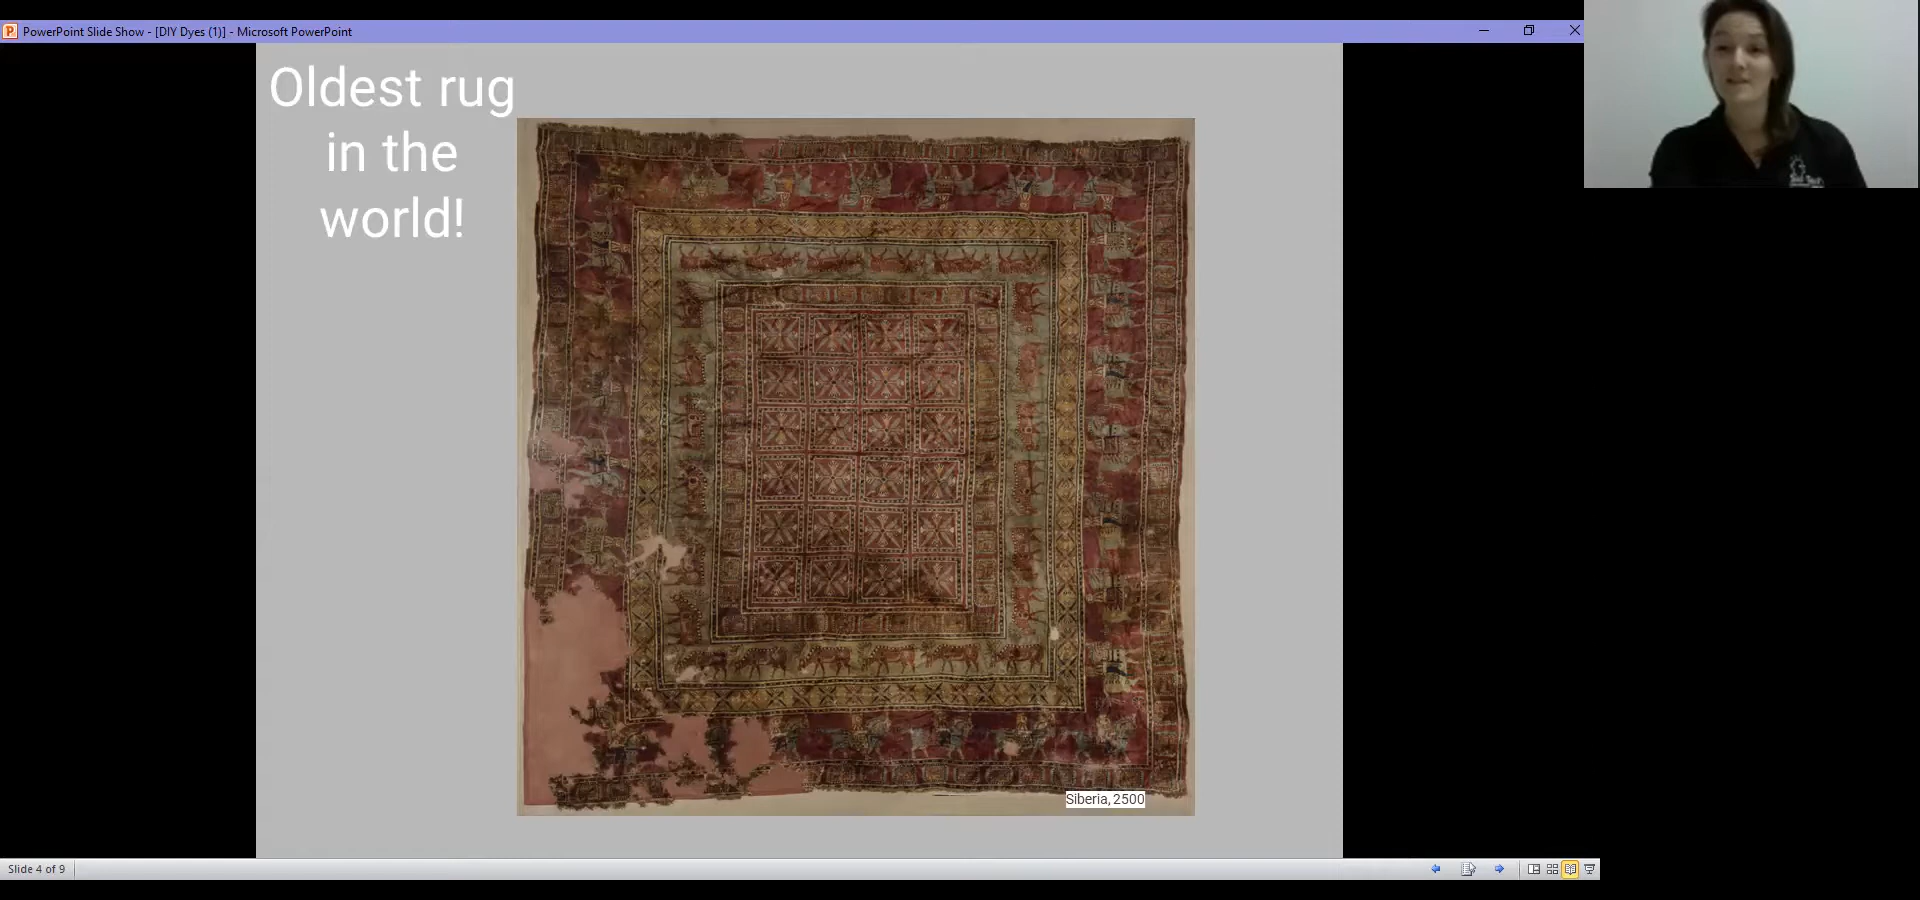 PowerPoint Slide Show - [DIY Dyes (1)] - Microsoft PowerPoint
Oldest rug
in the
world!
Siberia, 2500
Slide 4 of 9